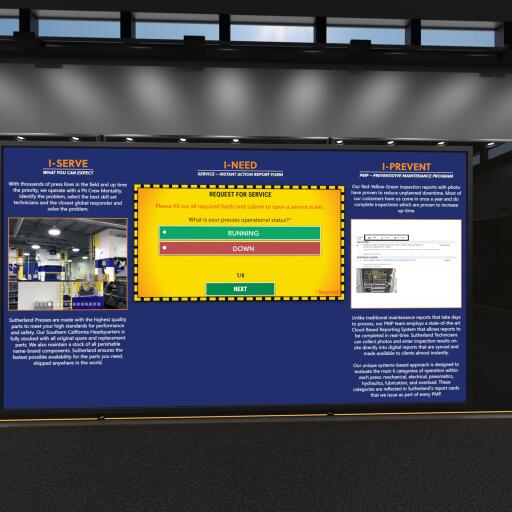 I-SERVE
WHAT YOU CAN EXPECT
With thousands of press lines in the field and up time
the priority, we operate with a Pit Crew Mentality.
Identify the problem, select the best skill set
technicians and the closest global responder and
solve the problem.
Sutherland Presses are made with the highest quality
parts to meet your high standards for performance
and safety. Our Southern California Headquarters is
fully stocked with all original spare and replacement
parts. We also maintain a stock of all perishable
name-brand components. Sutherland ensures the
fastest possible availability for the parts you need,
shipped anywhere in the world.
I-NEED
SERVICE – INSTANT ACTION REPORT FORM
REQUEST FOR SERVICE
Please fill out all required fields and submit to open a service ticket.
What is your presses operational status?*
RUNNING
DOWN
1/6
NEXT
* Required
I-PREVENT
PMP – PREVENTIVE MAINTENANCE PROGRAM
Our Red-Yellow-Green inspection reports with photo
have proven to reduce unplanned downtime. Most of
our customers have us come in once a year and do
complete inspections which are proven to increase
up-time.
Unlike traditional maintenance reports that take days
to process, our PMP team employs a state-of-the-art
Cloud-Based Reporting System that allows reports to
be completed in real-time. Sutherland Technicians
can collect photos and enter inspection results on-
site directly into digital reports that are synced and
made available to clients almost instantly.
Our unique systems-based approach is designed to
evaluate the main 6 categories of operation within
each press: mechanical, electrical, pneumatics,
hydraulics, lubrication, and overload. These
categories are reflected in Sutherland's report cards
that we issue as part of every PMP.